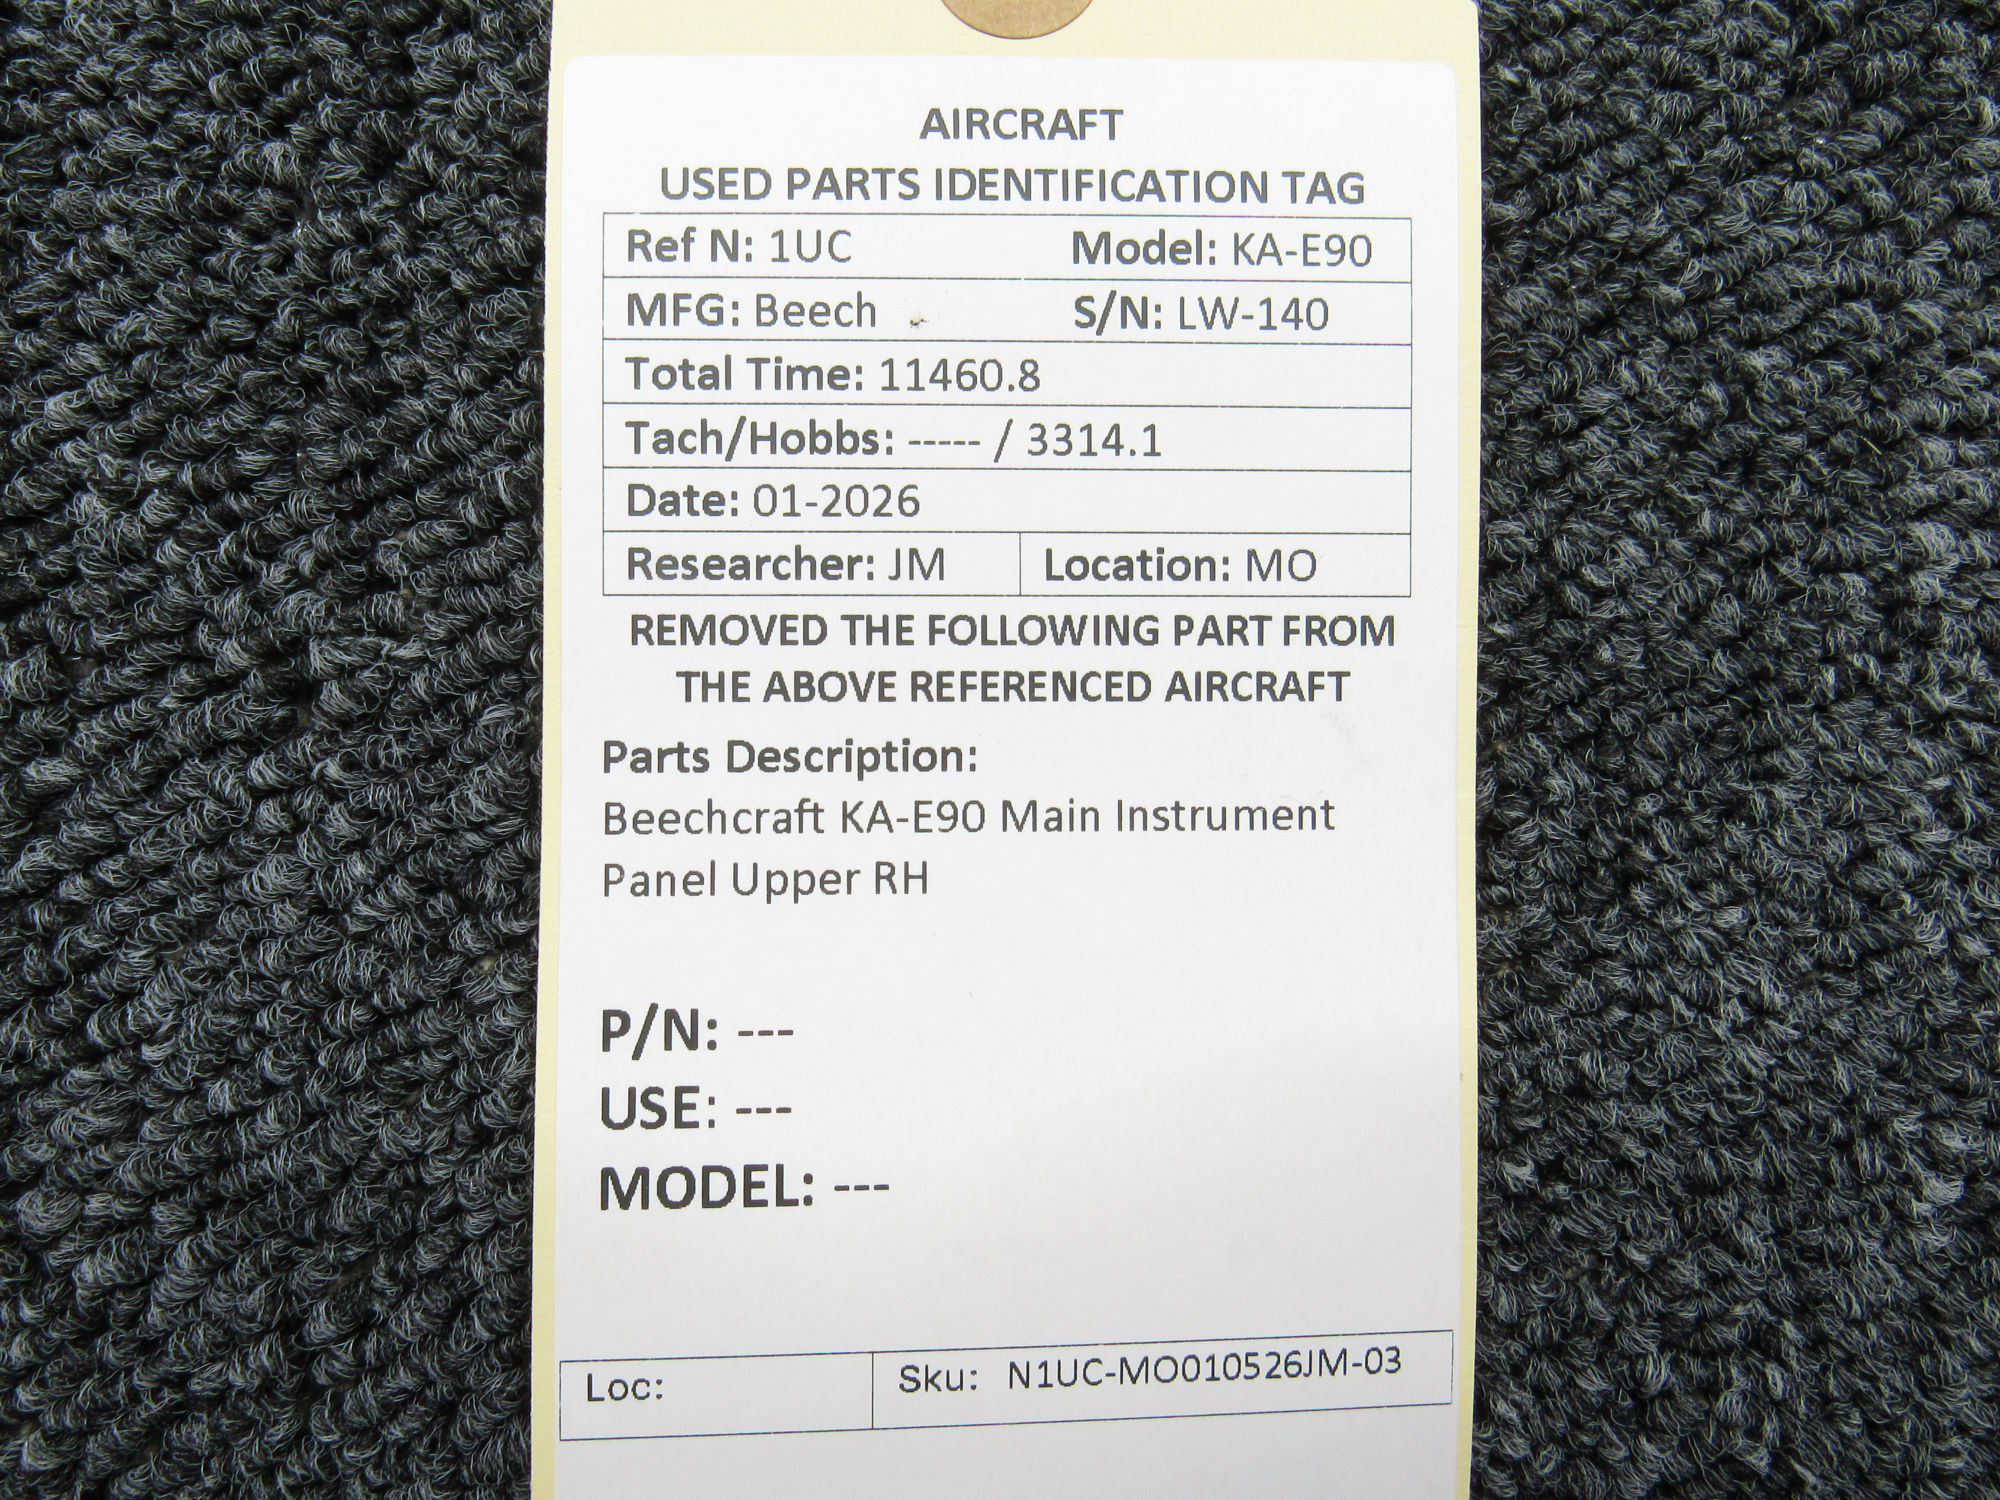 AIRCRAFT
USED PARTS IDENTIFICATION TAG
Ref N: 1UC Model: KA-E90
MFG: Beech S/N: LW-140
Total Time: 11460.8
Tach/Hobbs: ----- / 3314.1
Date: 01-2026
Researcher: JM Location: MO
REMOVED THE FOLLOWING PART FROM
THE ABOVE REFERENCED AIRCRAFT
Parts Description:
Beechcraft KA-E90 Main Instrument
Panel Upper RH
P/N: ---
USE: ---
MODEL: ---
Loc: Sku: N1UC-MO010526JM-03